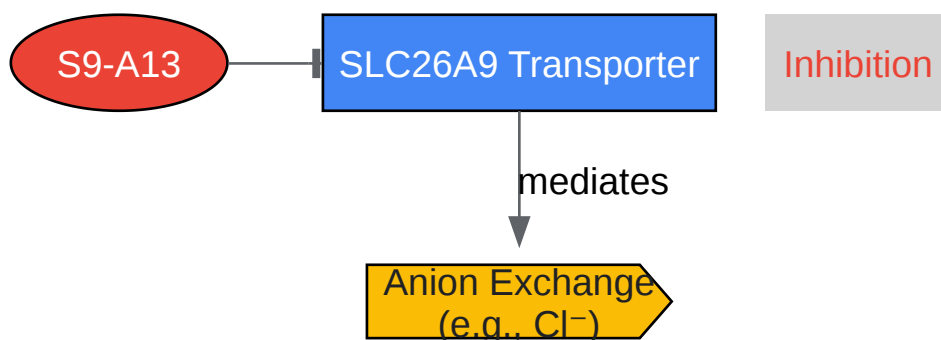 S9-A13
SLC26A9 Transporter
Inhibition
mediates
Anion Exchange
(e.g., Cl⁻)